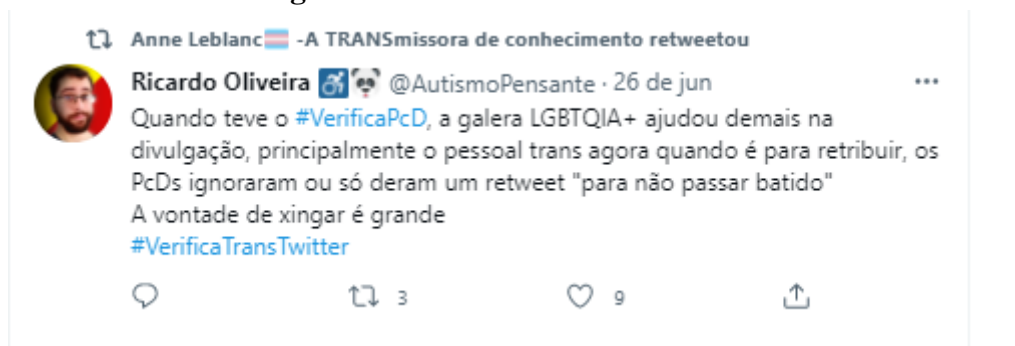 Anne Leblanc🏳️‍⚧️ -A TRANSmissora de conhecimento retweetou
Ricardo Oliveira ♿🐼 @AutismoPensante · 26 de jun
Quando teve o #VerificaPcD, a galera LGBTQIA+ ajudou demais na
divulgação, principalmente o pessoal trans agora quando é para retribuir, os
PcDs ignoraram ou só deram um retweet "para não passar batido"
A vontade de xingar é grande
#VerificaTransTwitter
3 9